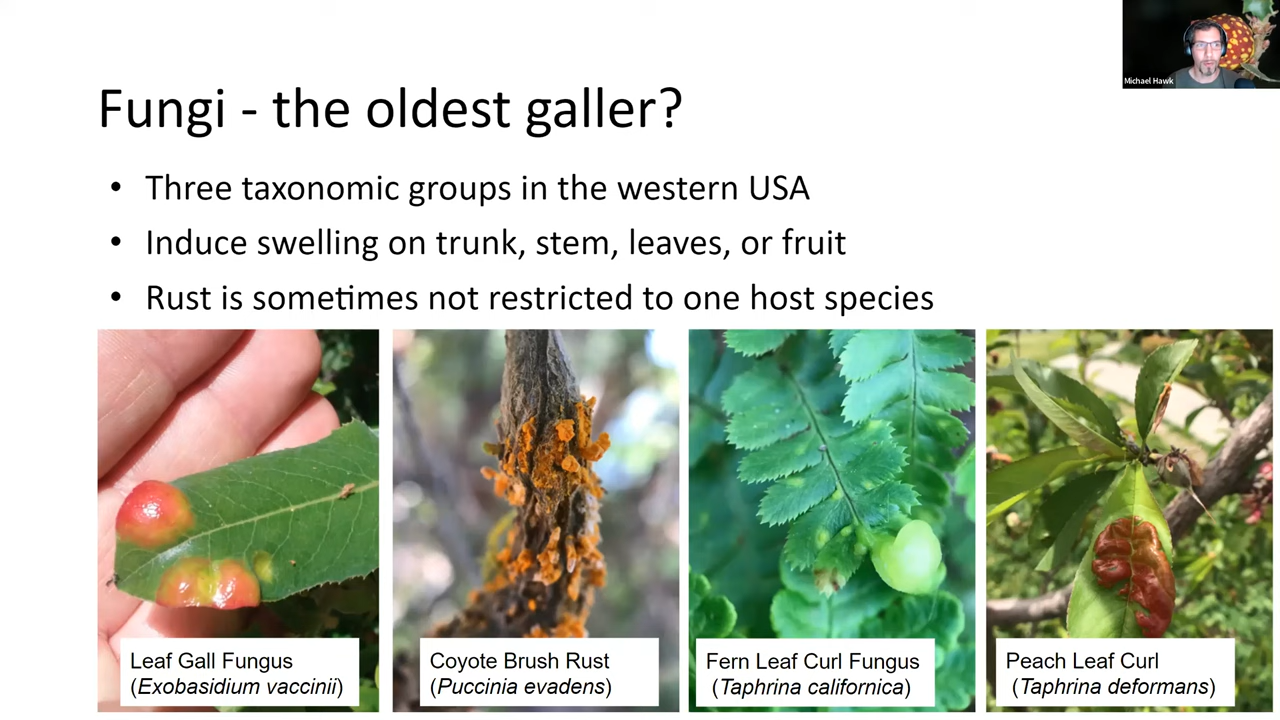 Michael Hawk
Fungi - the oldest galler?
• Three taxonomic groups in the western USA
• Induce swelling on trunk, stem, leaves, or fruit
• Rust is sometimes not restricted to one host species
Leaf Gall Fungus
(Exobasidium vaccinii)
Coyote Brush Rust
(Puccinia evadens)
Fern Leaf Curl Fungus
(Taphrina californica)
Peach Leaf Curl
(Taphrina deformans)